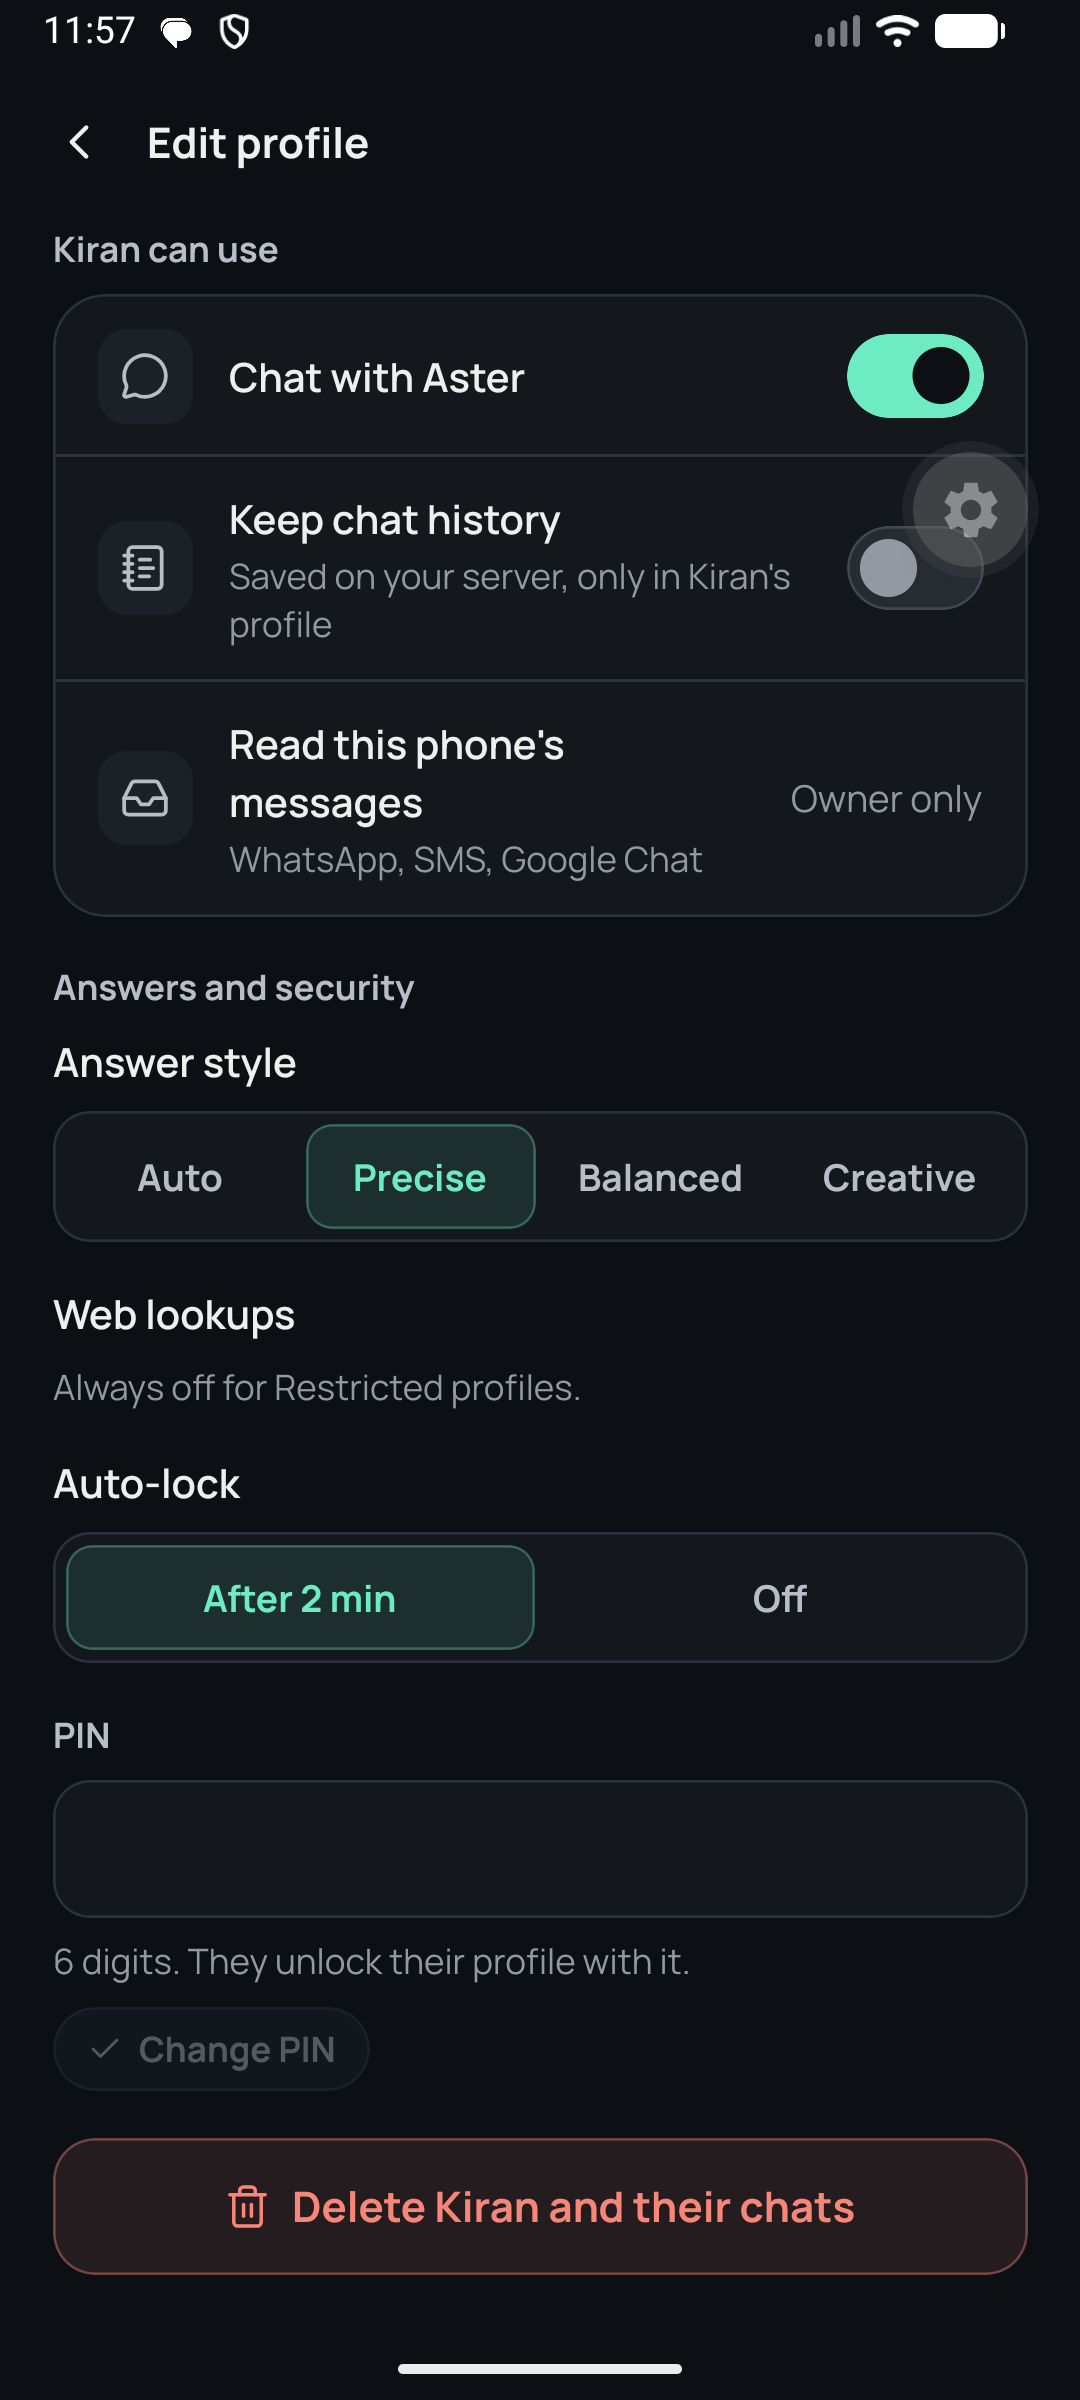 11:57
Edit profile
Kiran can use
Chat with Aster
Keep chat history
Saved on your server, only in Kiran's
profile
Read this phone's
messages
Owner only
WhatsApp, SMS, Google Chat
Answers and security
Answer style
Auto
Precise
Balanced
Creative
Web lookups
Always off for Restricted profiles.
Auto-lock
After 2 min
Off
PIN
6 digits. They unlock their profile with it.
Change PIN
Delete Kiran and their chats